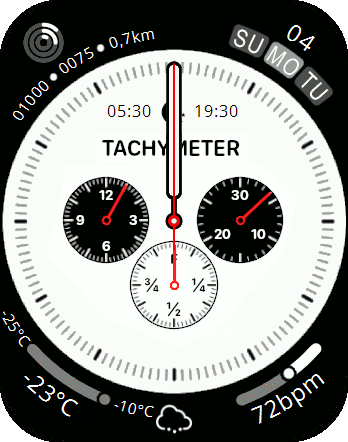 01000 • 0075 • 0,7km
04
SU MO TU
05:30 19:30
TACHYMETER
12
3
6
9
30
20 10
F
¾ ¼
½
-25°C
-23°C
-10°C
72bpm